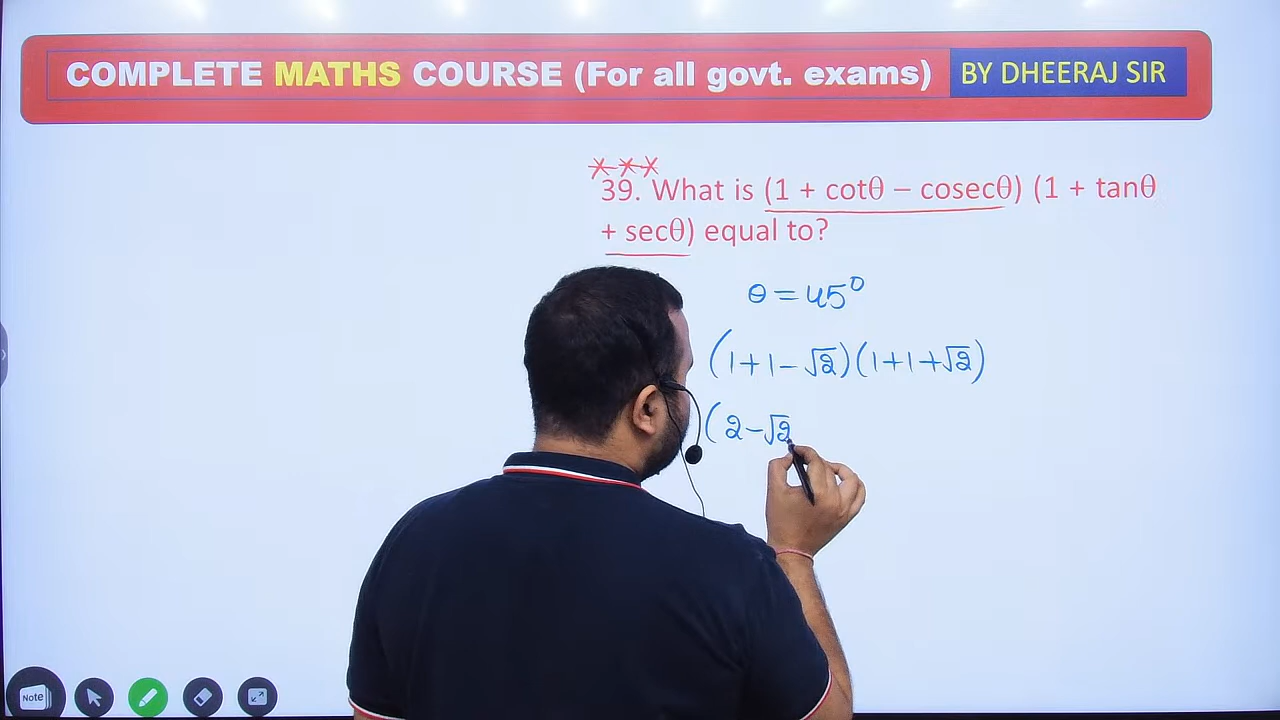 COMPLETE MATHS COURSE (For all govt. exams) BY DHEERAJ SIR
39. What is (1 + cotθ – cosecθ) (1 + tanθ
+ secθ) equal to?
θ = 45°
(1+1-√2)(1+1+√2)
(2-√2
Note